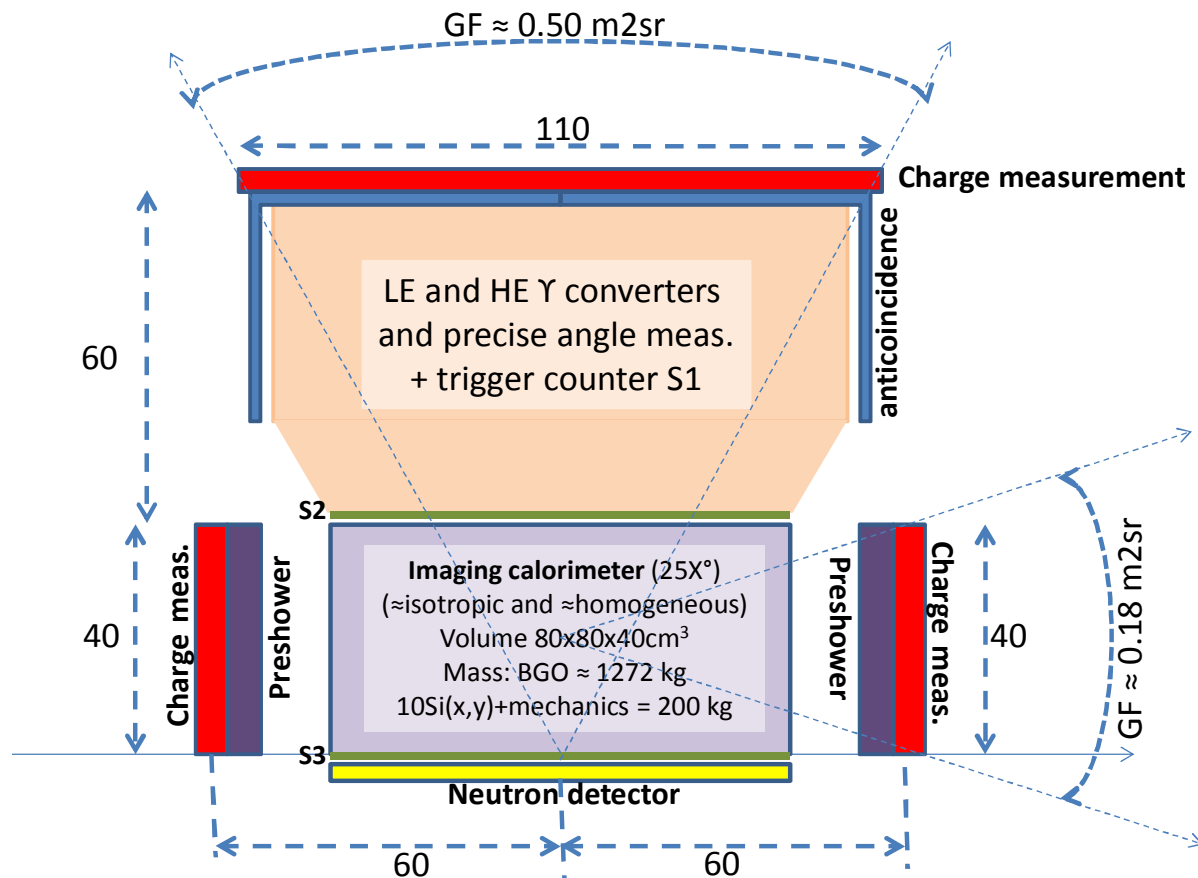 GF ≈ 0.50 m2sr
110
Charge measurement
anticoincidence
LE and HE ϒ converters
and precise angle meas.
+ trigger counter S1
60
S2
Charge meas.
Preshower
Imaging calorimeter (25X°)
(≈isotropic and ≈homogeneous)
Volume 80x80x40cm³
Mass: BGO ≈ 1272 kg
10Si(x,y)+mechanics = 200 kg
Preshower
Charge meas.
40
40
GF ≈ 0.18 m2sr
S3
Neutron detector
60
60